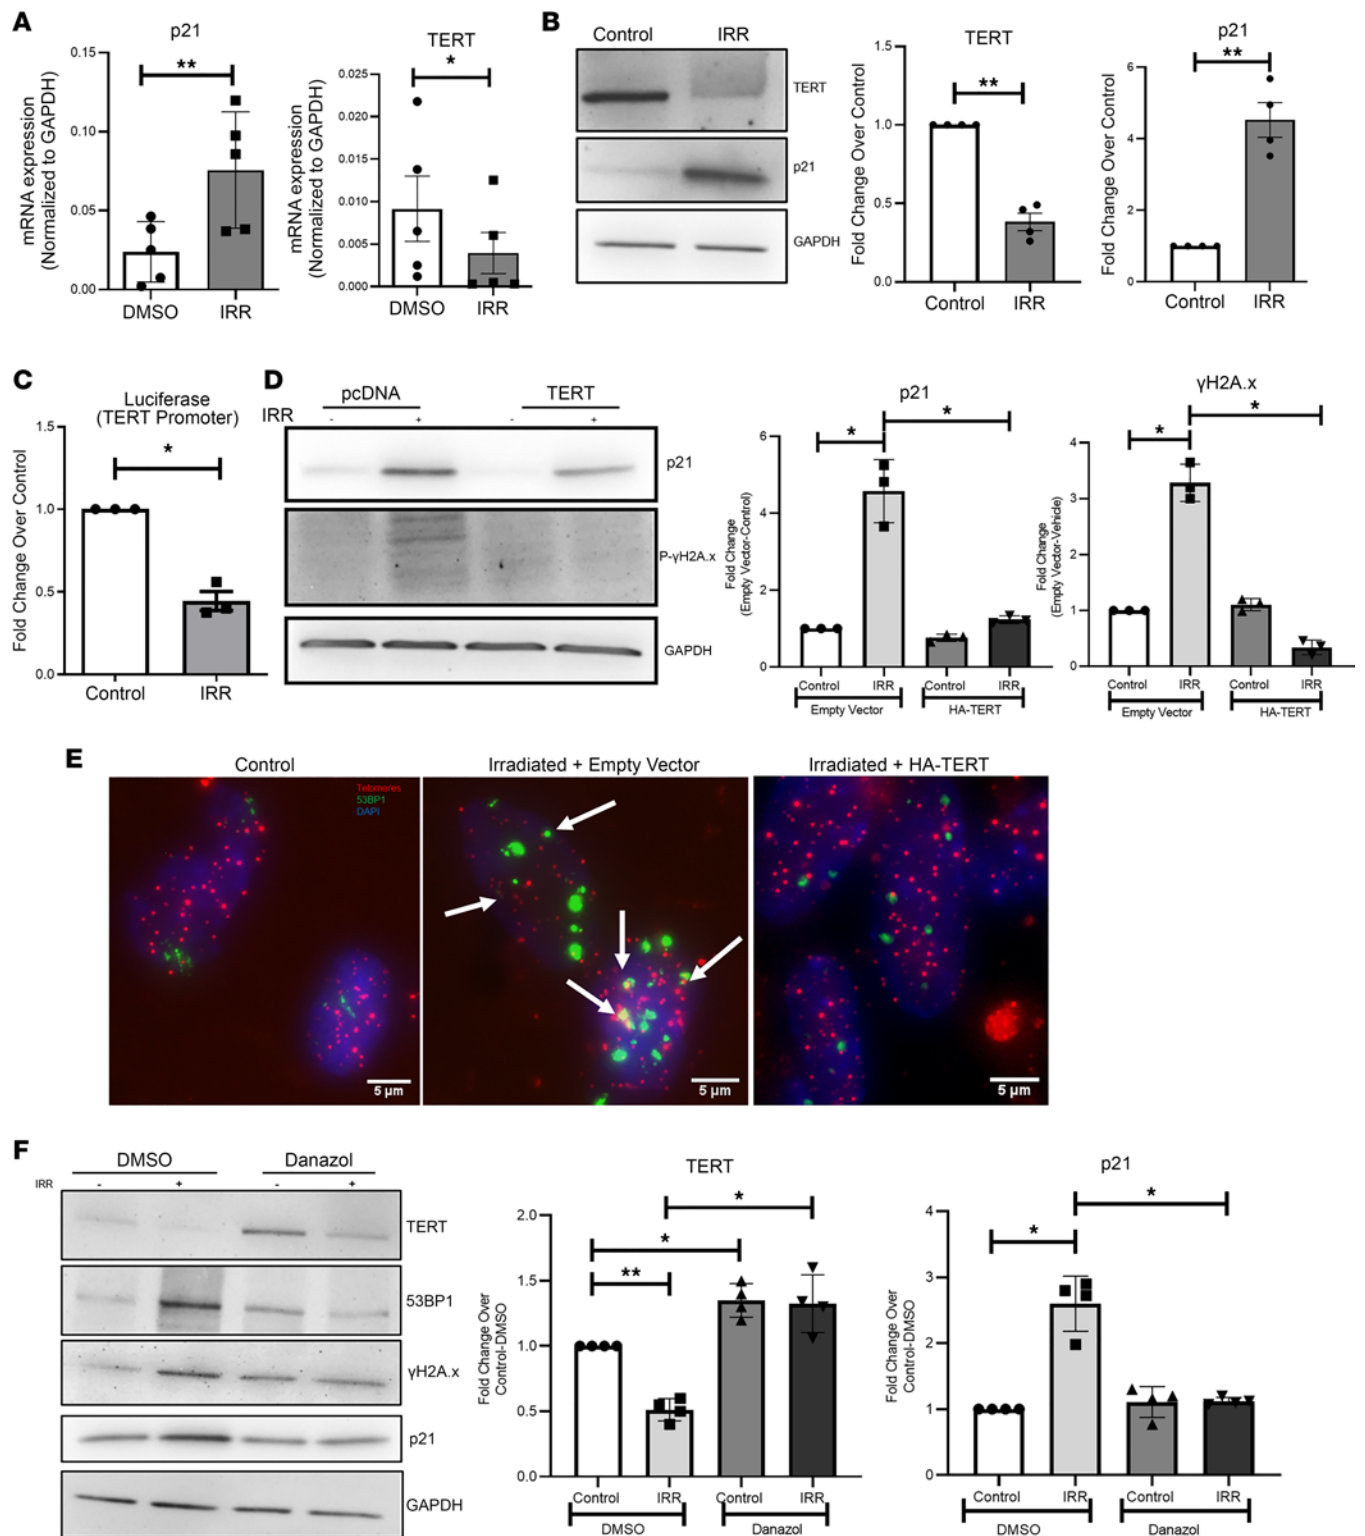 A
p21
mRNA expression
(Normalized to GAPDH)
0.15
0.10
0.05
0.00
**
DMSO
IRR
TERT
mRNA expression
(Normalized to GAPDH)
0.025
0.020
0.015
0.010
0.005
0.000
*
DMSO
IRR
B
Control
IRR
TERT
p21
GAPDH
TERT
Fold Change Over Control
1.5
1.0
0.5
0.0
**
Control
IRR
p21
Fold Change Over Control
6
4
2
0
**
Control
IRR
C
Luciferase
(TERT Promoter)
Fold Change Over Control
1.5
1.0
0.5
0.0
*
Control
IRR
D
pcDNA
TERT
IRR
-
+
-
+
p21
P-γH2A.x
GAPDH
p21
Fold Change
(Empty Vector-Control)
6
4
2
0
*
*
Control
IRR
Control
IRR
Empty Vector
HA-TERT
γH2A.x
Fold Change
(Empty Vector-Vehicle)
4
3
2
1
0
*
*
Control
IRR
Control
IRR
Empty Vector
HA-TERT
E
Control
Irradiated + Empty Vector
Irradiated + HA-TERT
Telomeres
53BP1
DAPI
5 μm
5 μm
5 μm
F
DMSO
Danazol
IRR
-
+
-
+
TERT
53BP1
γH2A.x
p21
GAPDH
TERT
Fold Change Over
Control-DMSO
2.0
1.5
1.0
0.5
0.0
*
*
**
Control
IRR
Control
IRR
DMSO
Danazol
p21
Fold Change Over
Control-DMSO
4
3
2
1
0
*
*
Control
IRR
Control
IRR
DMSO
Danazol